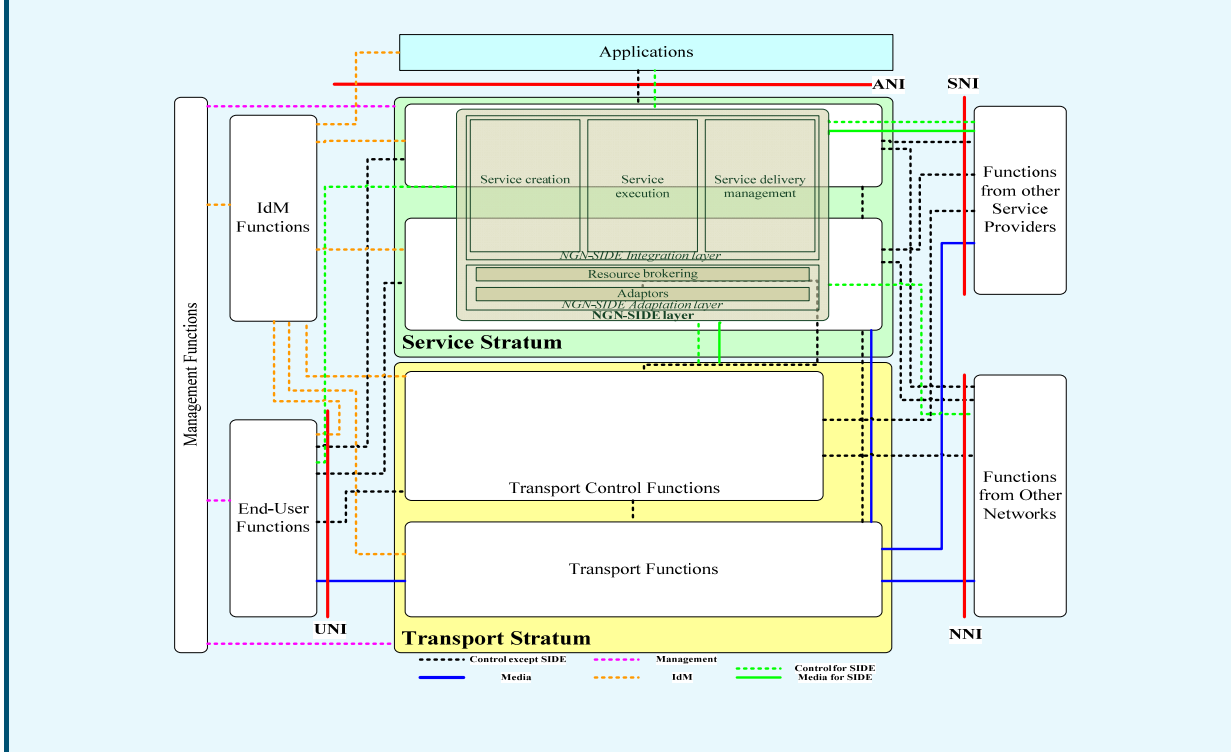 Applications
ANI
SNI
Service creation
Service
execution
Service delivery
management
NGN-SIDE Integration layer
Resource brokering
Adaptors
NGN-SIDE Adaptation layer
NGN-SIDE layer
Service Stratum
IdM
Functions
Management Functions
Functions
from other
Service
Providers
Transport Control Functions
End-User
Functions
Functions
from Other
Networks
Transport Functions
UNI
Transport Stratum
NNI
Control except SIDE
Management
Control for SIDE
Media
IdM
Media for SIDE